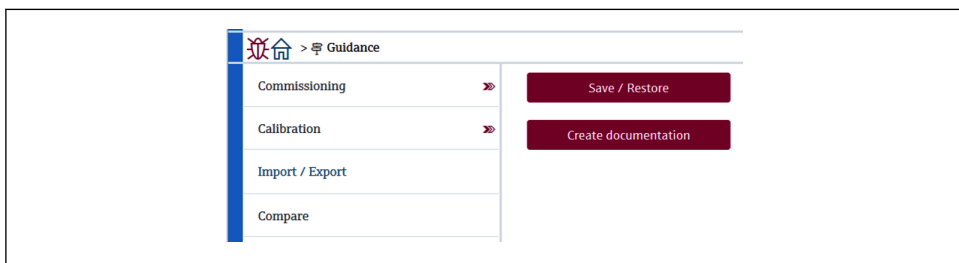 > Guidance
Commissioning
Calibration
Import / Export
Compare
Save / Restore
Create documentation